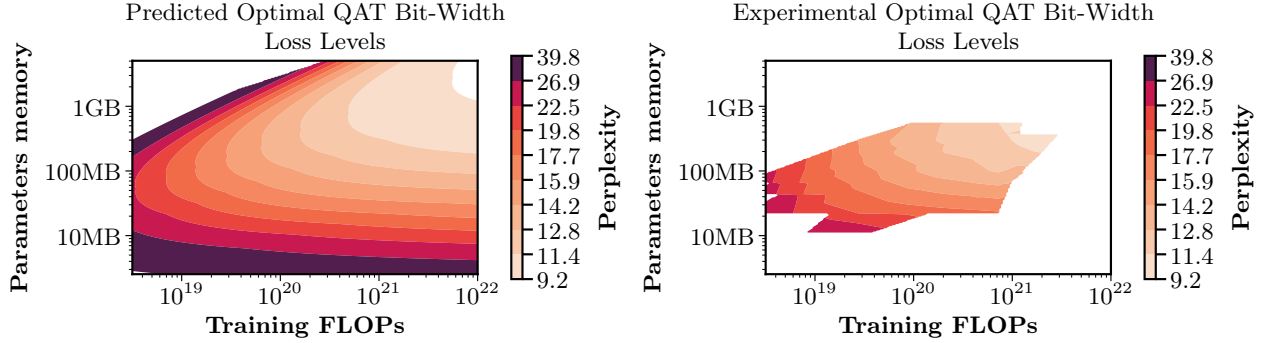 Predicted Optimal QAT Bit-Width
Loss Levels
Parameters memory
1GB
100MB
10MB
10^19
10^20
10^21
10^22
Training FLOPs
39.8
26.9
22.5
19.8
17.7
15.9
14.2
12.8
11.4
9.2
Perplexity
Experimental Optimal QAT Bit-Width
Loss Levels
Parameters memory
1GB
100MB
10MB
10^19
10^20
10^21
10^22
Training FLOPs
39.8
26.9
22.5
19.8
17.7
15.9
14.2
12.8
11.4
9.2
Perplexity